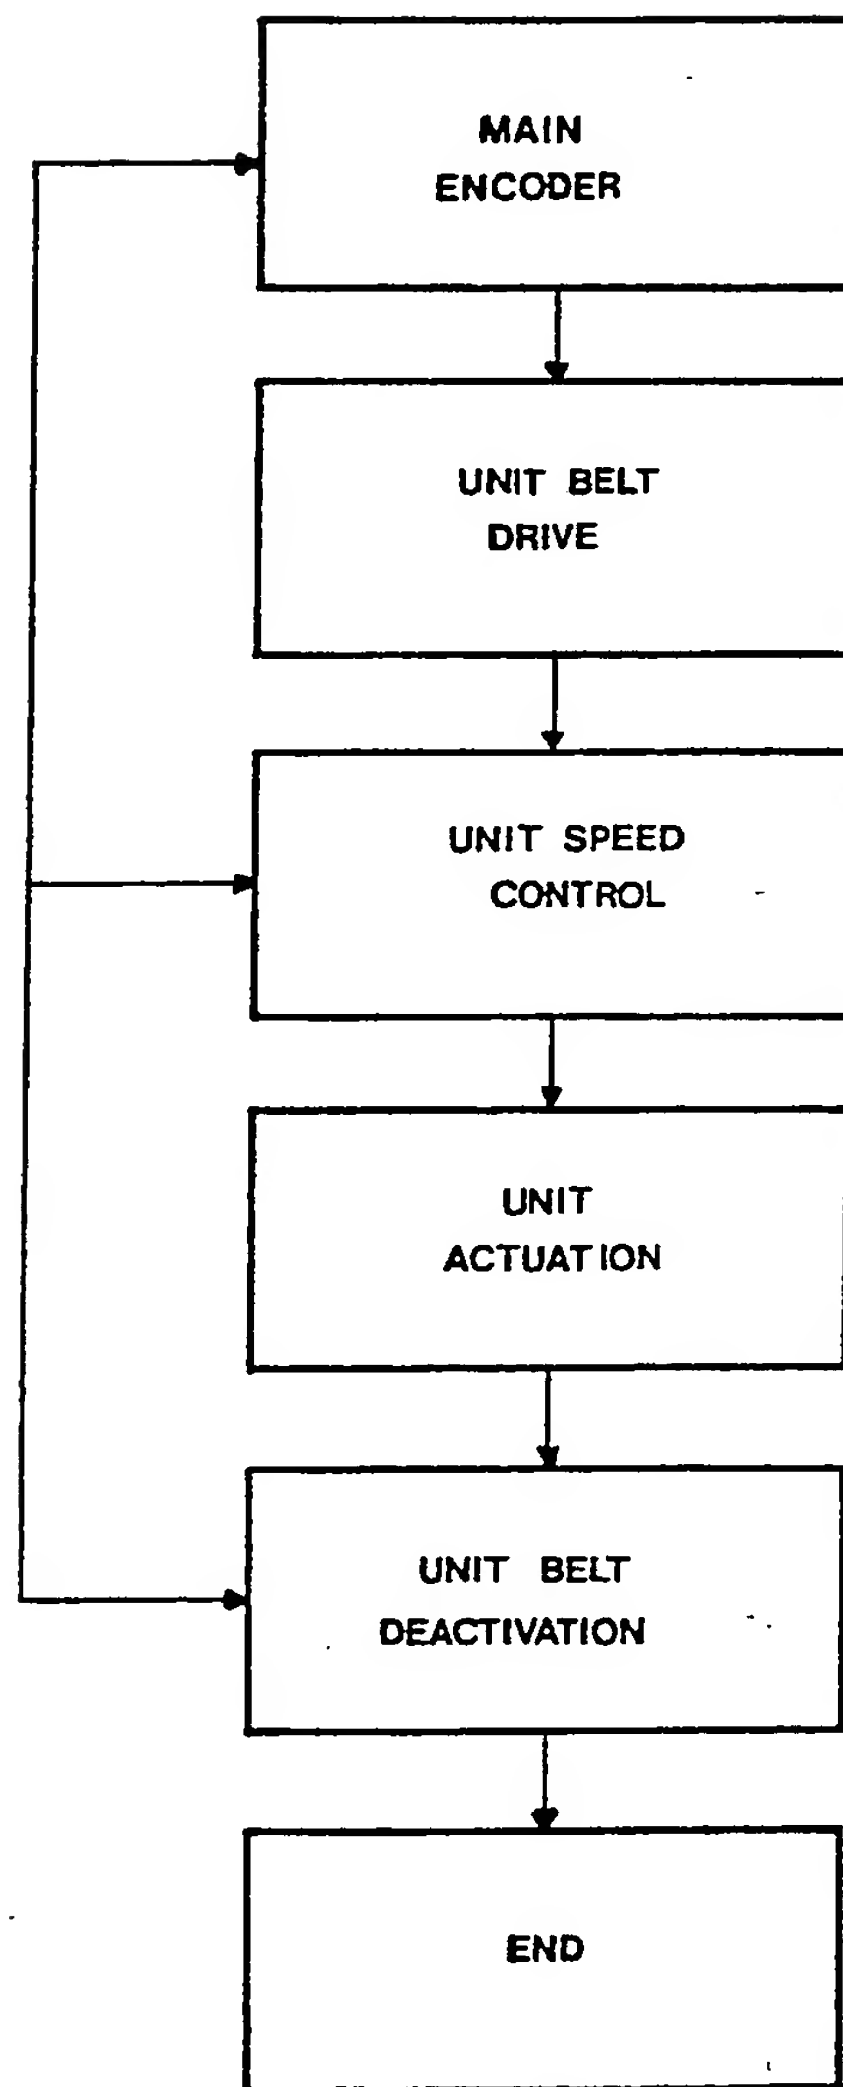 MAIN
ENCODER
UNIT BELT
DRIVE
UNIT SPEED
CONTROL
UNIT
ACTUATION
UNIT BELT
DEACTIVATION
END